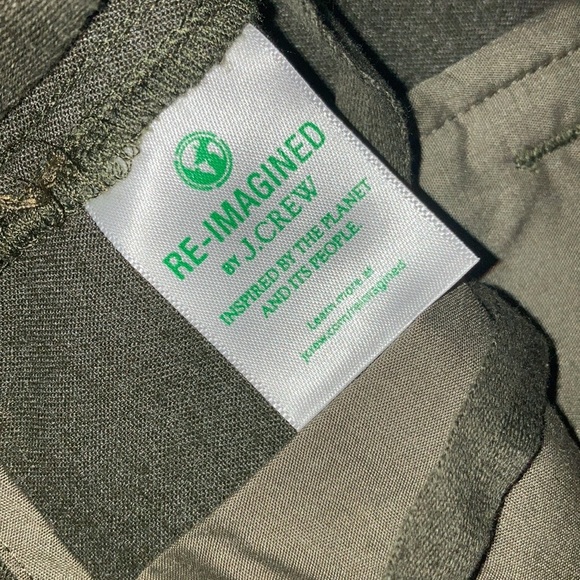 RE-IMAGINED
BY J.CREW
INSPIRED BY THE PLANET
AND ITS PEOPLE.
Learn more at
jcrew.com/reimagined.